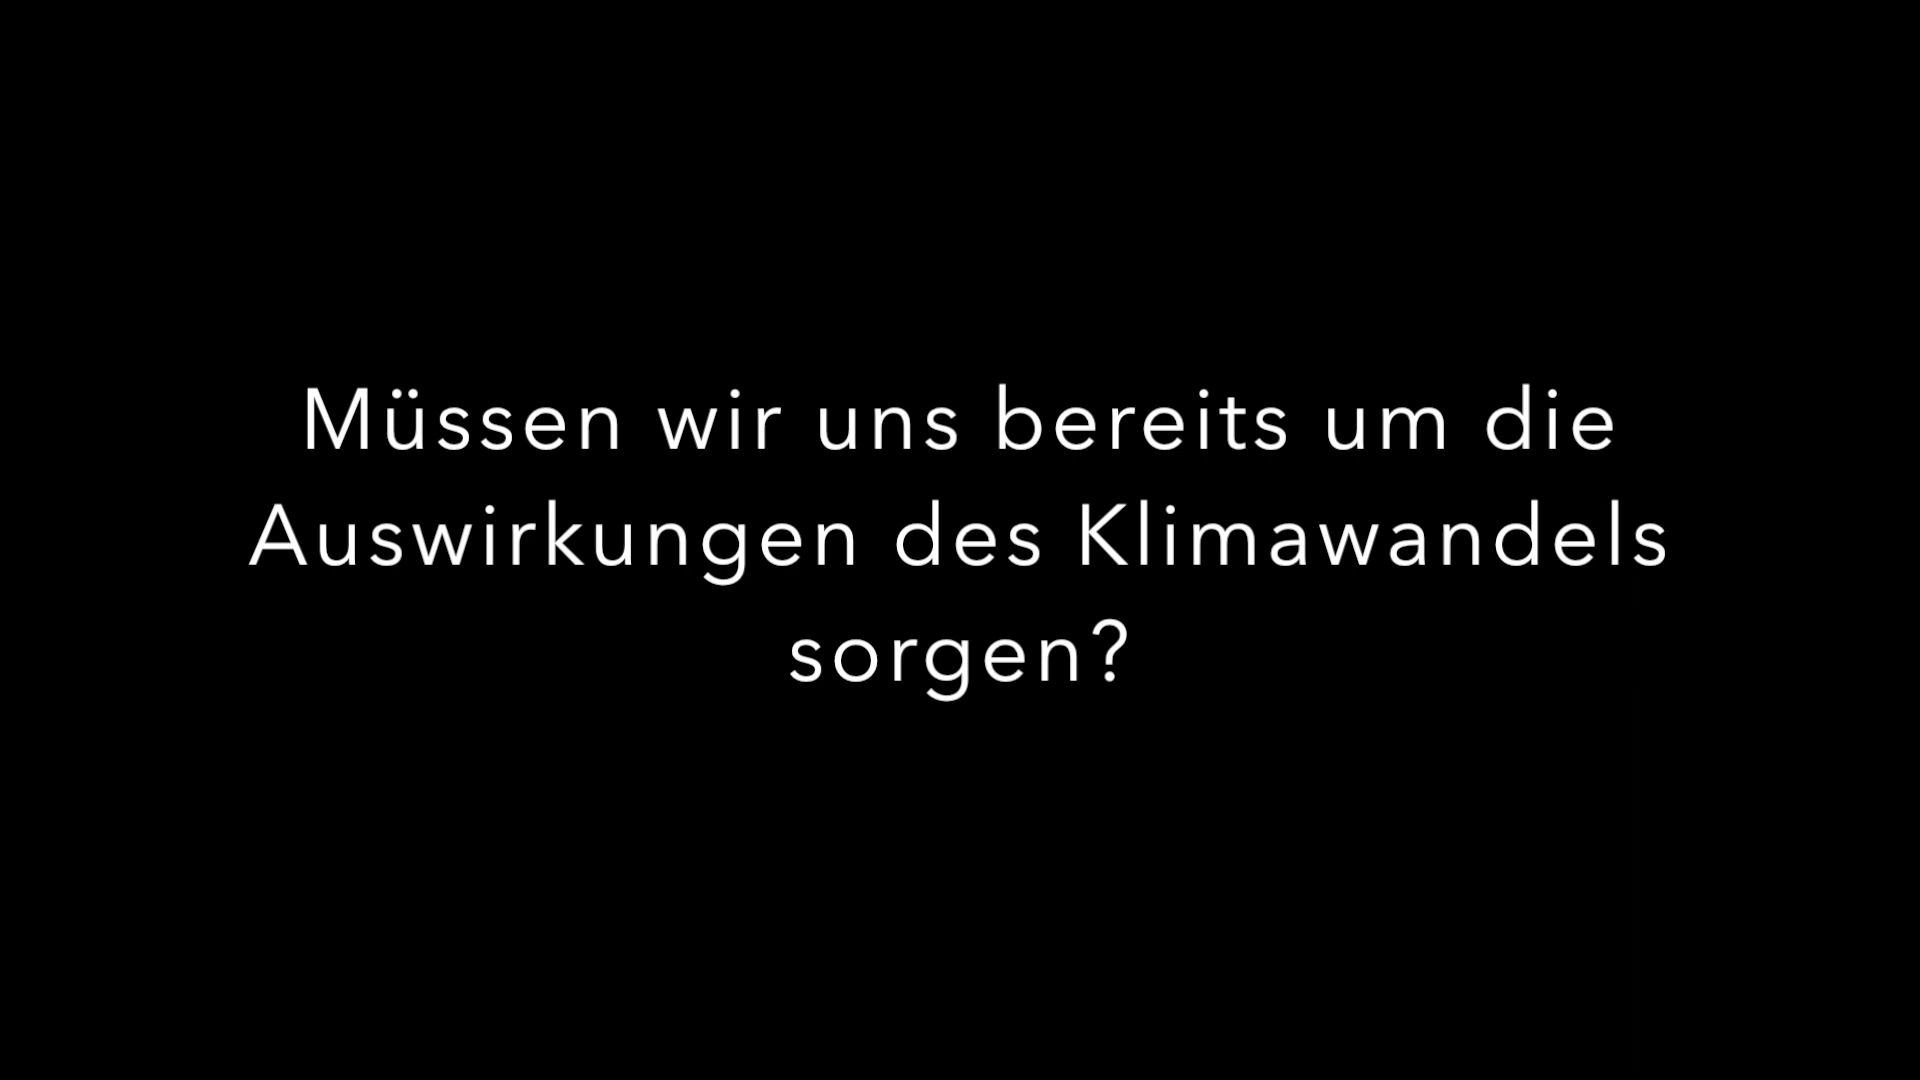 Müssen wir uns bereits um die
Auswirkungen des Klimawandels
sorgen?